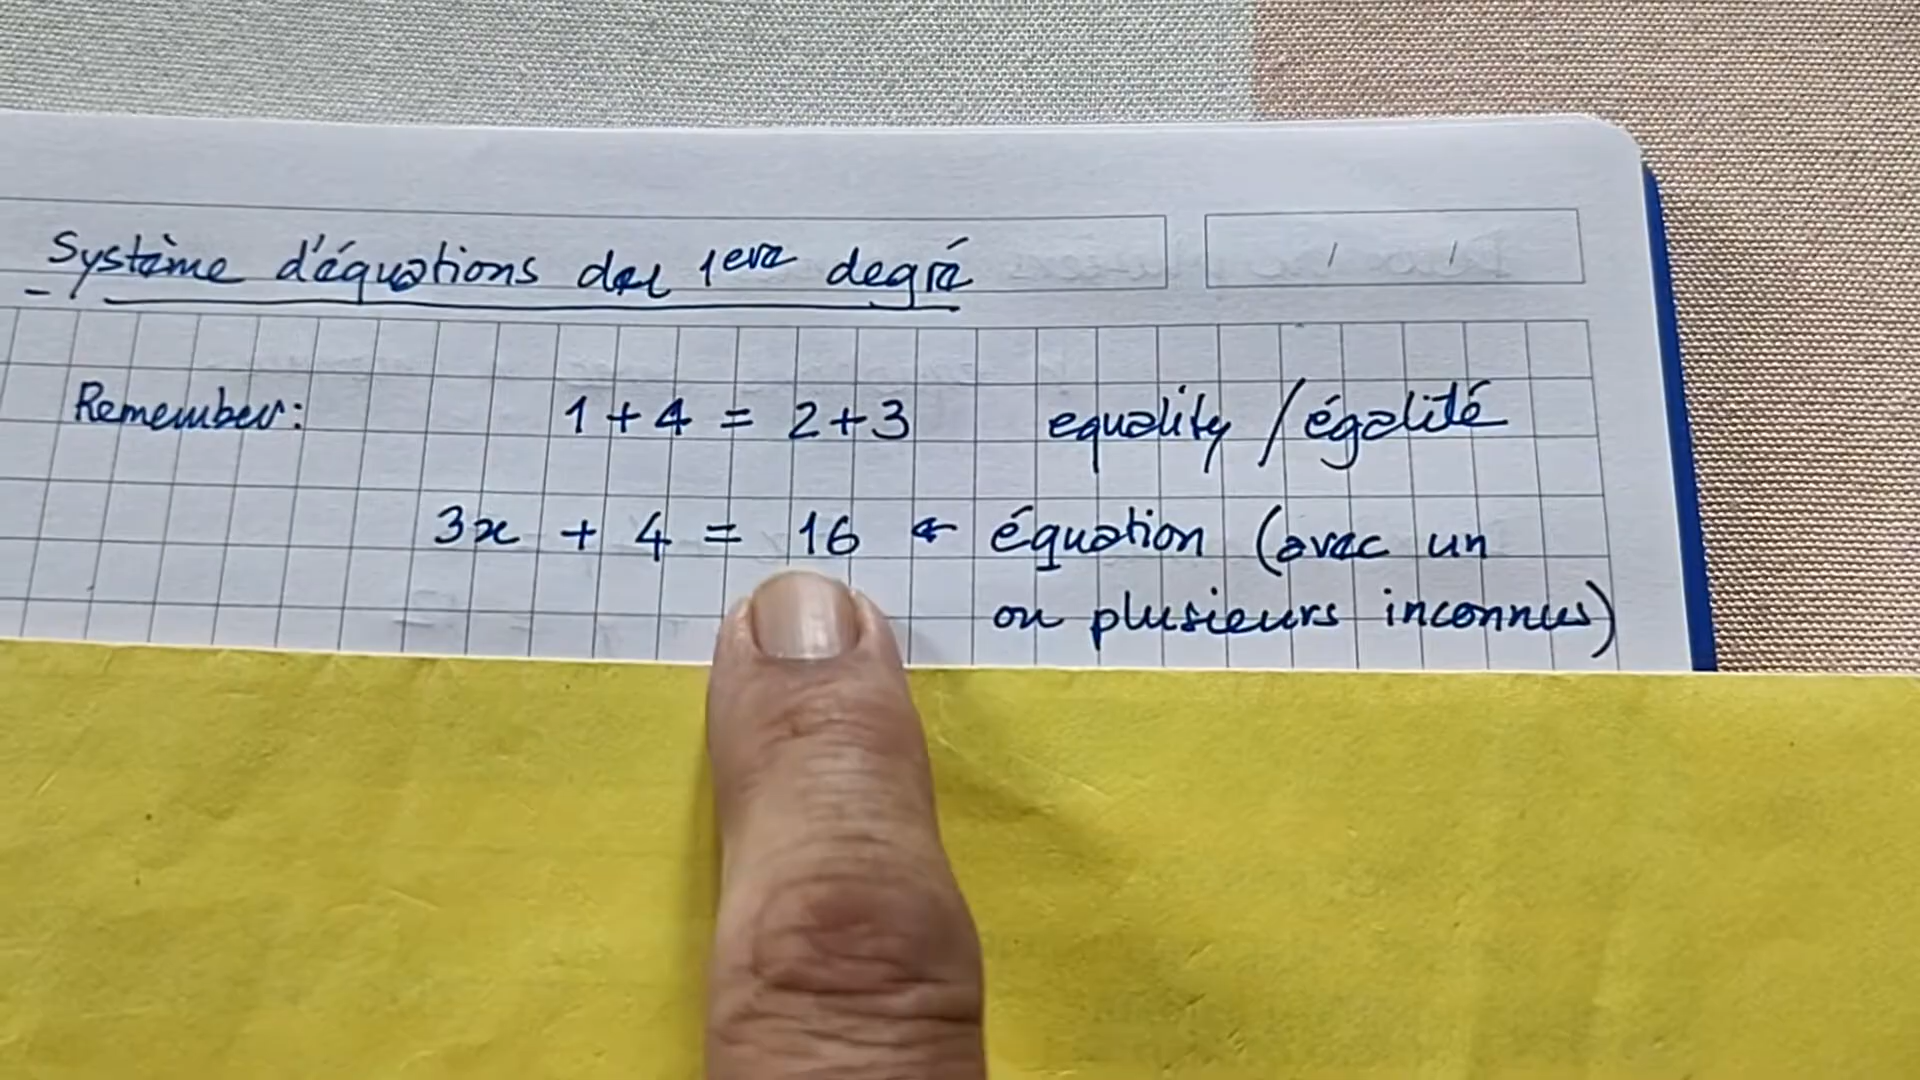 Système d'équations del 1ere degré
Remember: 1 + 4 = 2 + 3 equality / égalité
3x + 4 = 16 ← équation (avec un
ou plusieurs inconnus)